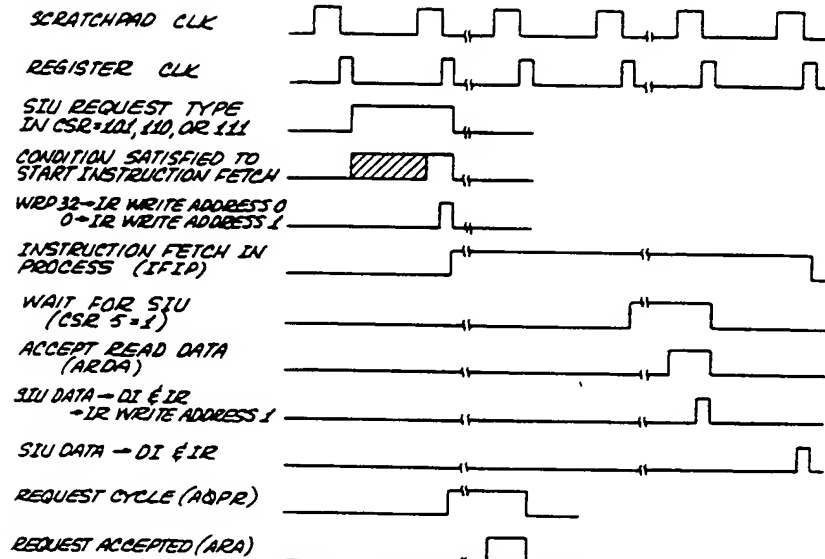 SCRATCHPAD CLK
REGISTER CLK
SIU REQUEST TYPE
IN CSR=101, 110, OR 111
CONDITION SATISFIED TO
START INSTRUCTION FETCH
WRP 32→IR WRITE ADDRESS 0
0→IR WRITE ADDRESS 1
INSTRUCTION FETCH IN
PROCESS (IFIP)
WAIT FOR SIU
(CSR 5=1)
ACCEPT READ DATA
(ARDA)
SIU DATA→DI & IR
→IR WRITE ADDRESS 1
SIU DATA→DI & IR
REQUEST CYCLE (AOPR)
REQUEST ACCEPTED (ARA)